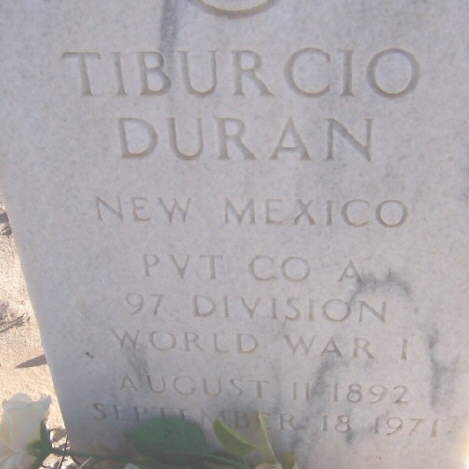 TIBURCIO
DURAN
NEW MEXICO
PVT CO A
97 DIVISION
WORLD WAR I
AUGUST 11 1892
SEPTEMBER 18 1971